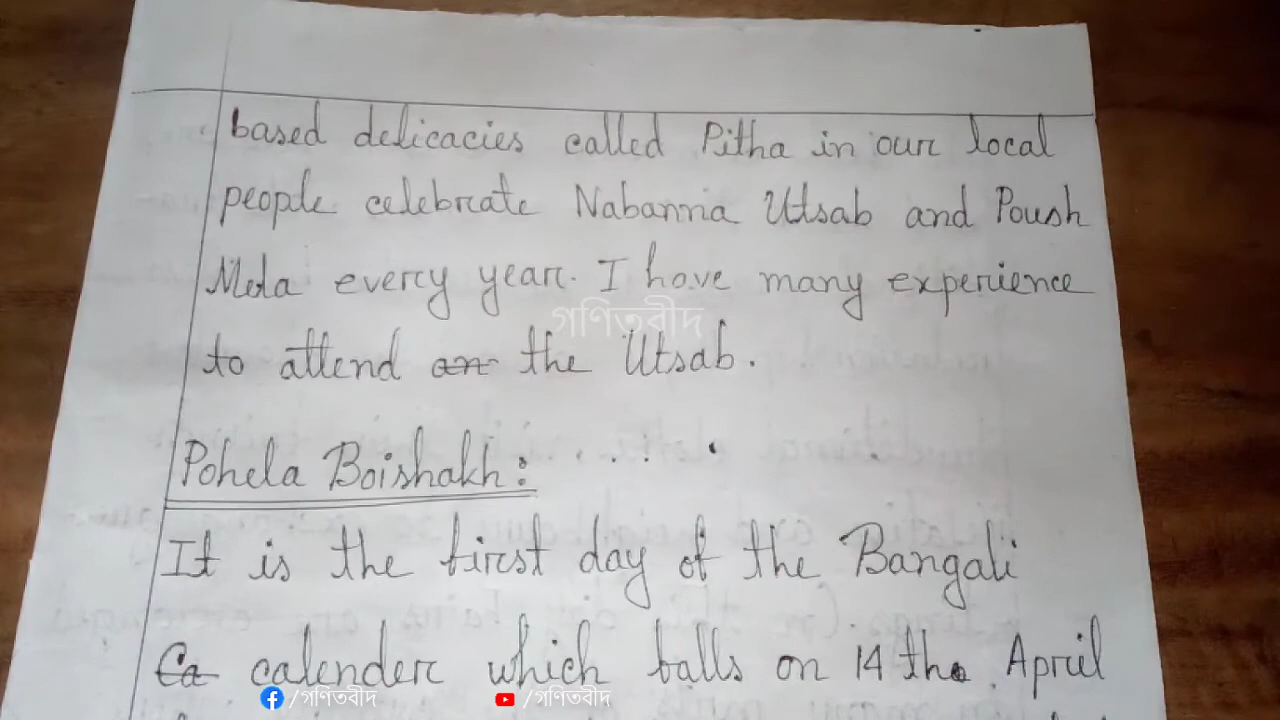 based delicacies called Pitha in our local
people celebrate Nabanna Utsab and Poush
Mela every year. I have many experience
to attend an the Utsab.
গণিতবীদ
Pohela Boishakh:
It is the first day of the Bangali
Ca calender which falls on 14 the April
/গণিতবীদ
/গণিতবীদ